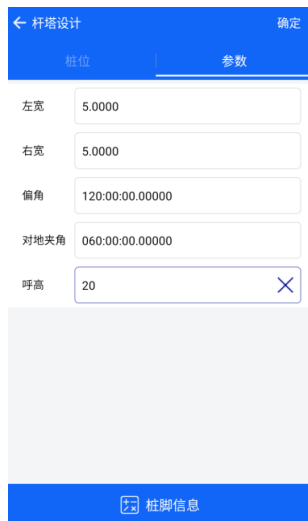 杆塔设计 确定
桩位 参数
左宽 5.0000
右宽 5.0000
偏角 120:00:00.00000
对地夹角 060:00:00.00000
呼高 20
桩脚信息